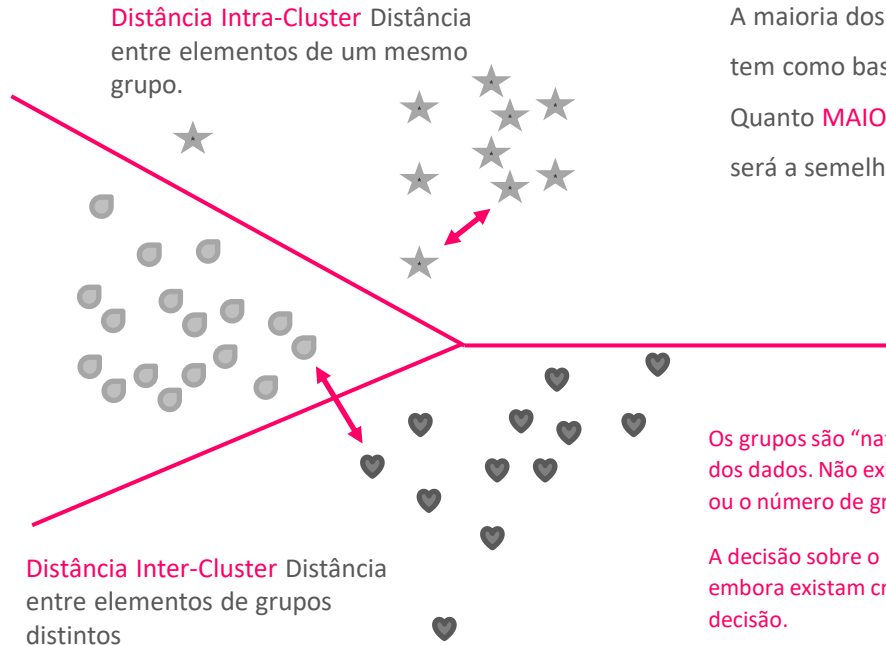 Distância Intra-Cluster Distância
entre elementos de um mesmo
grupo.
A maioria dos
tem como bas
Quanto MAIO
será a semelh
Os grupos são “nat
dos dados. Não exi
ou o número de gr
A decisão sobre o
embora existam cr
decisão.
Distância Inter-Cluster Distância
entre elementos de grupos
distintos